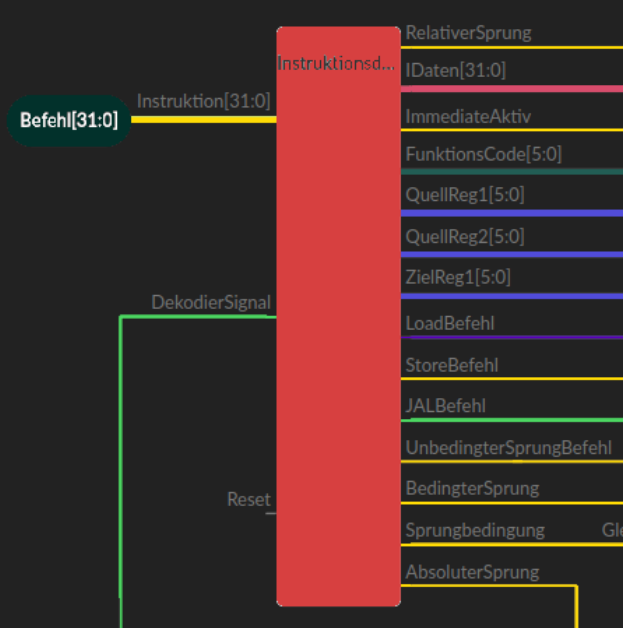 Befehl[31:0]
Instruktion[31:0]
DekodierSignal
Reset
Instruktionsd...
RelativerSprung
IDaten[31:0]
ImmediateAktiv
FunktionsCode[5:0]
QuellReg1[5:0]
QuellReg2[5:0]
ZielReg1[5:0]
LoadBefehl
StoreBefehl
JALBefehl
UnbedingterSprungBefehl
BedingterSprung
Sprungbedingung
AbsoluterSprung